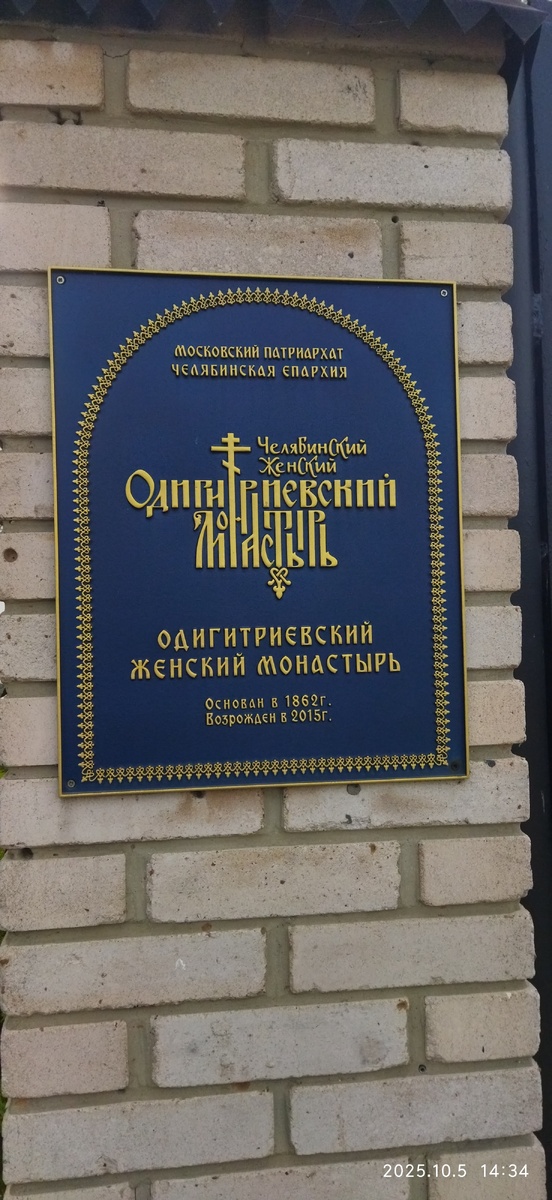 МОСКОВСКИЙ ПАТРИАРХАТ
ЧЕЛЯБИНСКАЯ ЕПАРХИЯ
Челябинский
Женский
Одигитриевский
Монастырь
ОДИГИТРИЕВСКИЙ
ЖЕНСКИЙ МОНАСТЫРЬ
Основан в 1862г.
Возрожден в 2015г.
2025.10.5 14:34